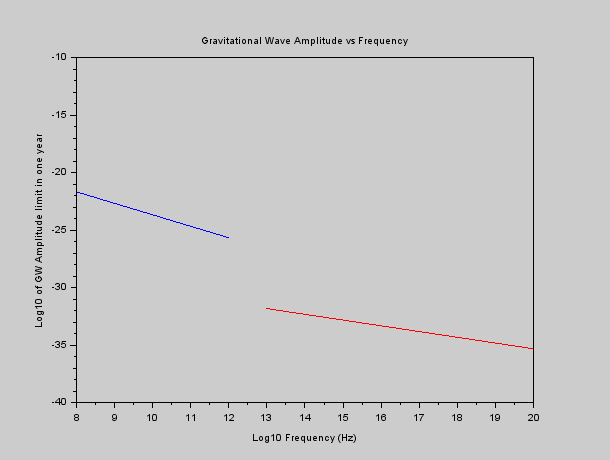 Gravitational Wave Amplitude vs Frequency
-10
-15
-20
-25
-30
-35
-40
Log10 of GW Amplitude limit in one year
8 9 10 11 12 13 14 15 16 17 18 19 20
Log10 Frequency (Hz)